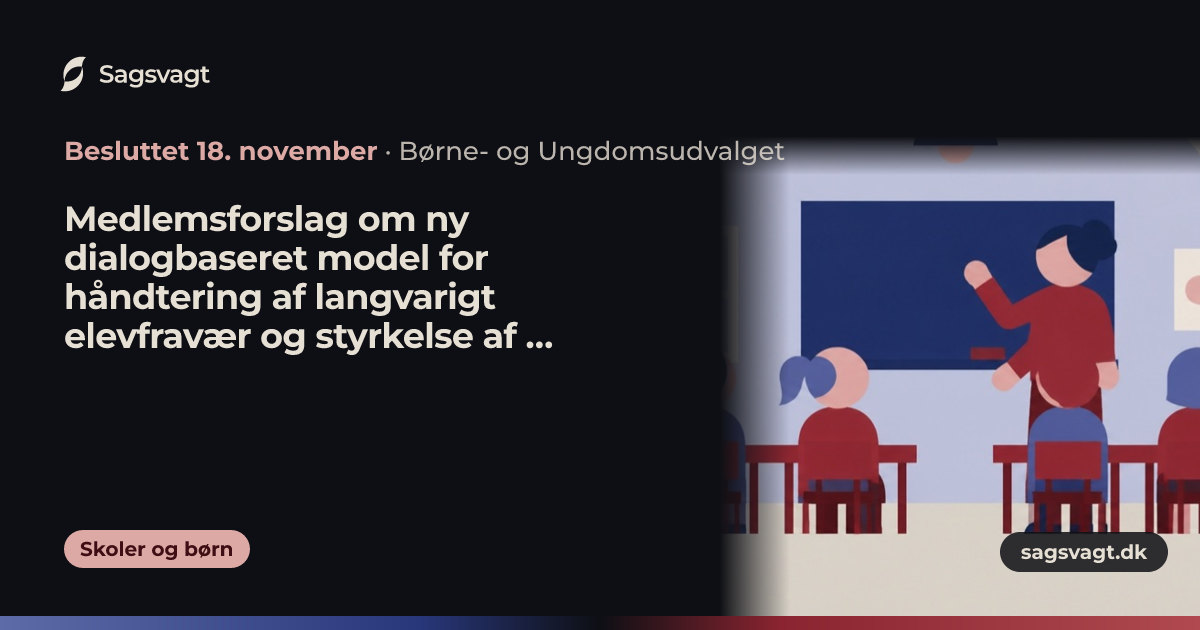 Sagsvagt
Besluttet 18. november · Børne- og Ungdomsudvalget
Medlemsforslag om ny
dialogbaseret model for
håndtering af langvarigt
elevfravær og styrkelse af ...
Skoler og børn
sagsvagt.dk